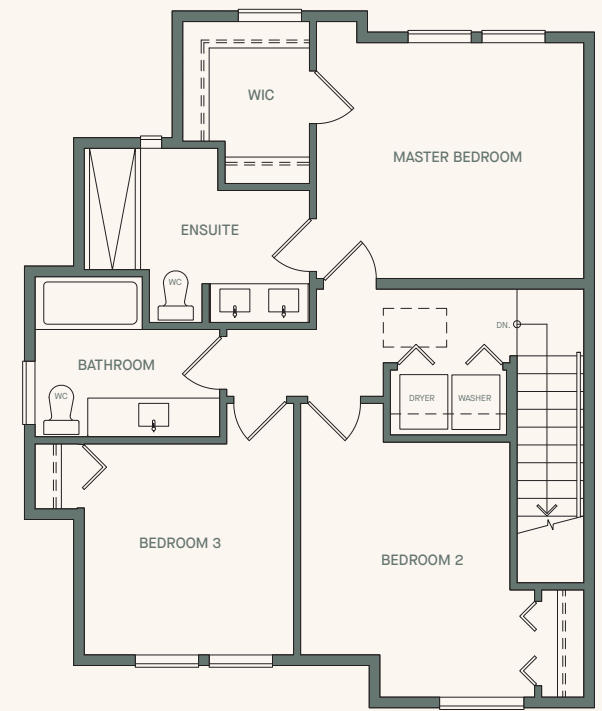 WIC
MASTER BEDROOM
ENSUITE
WC
DN.
BATHROOM
WC
DRYER
WASHER
BEDROOM 3
BEDROOM 2